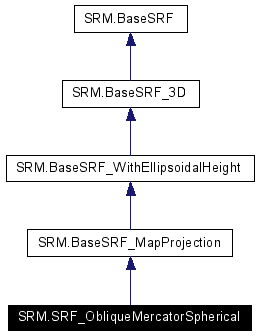 SRM.BaseSRF
SRM.BaseSRF_3D
SRM.BaseSRF_WithEllipsoidalHeight
SRM.BaseSRF_MapProjection
SRM.SRF_ObliqueMercatorSpherical